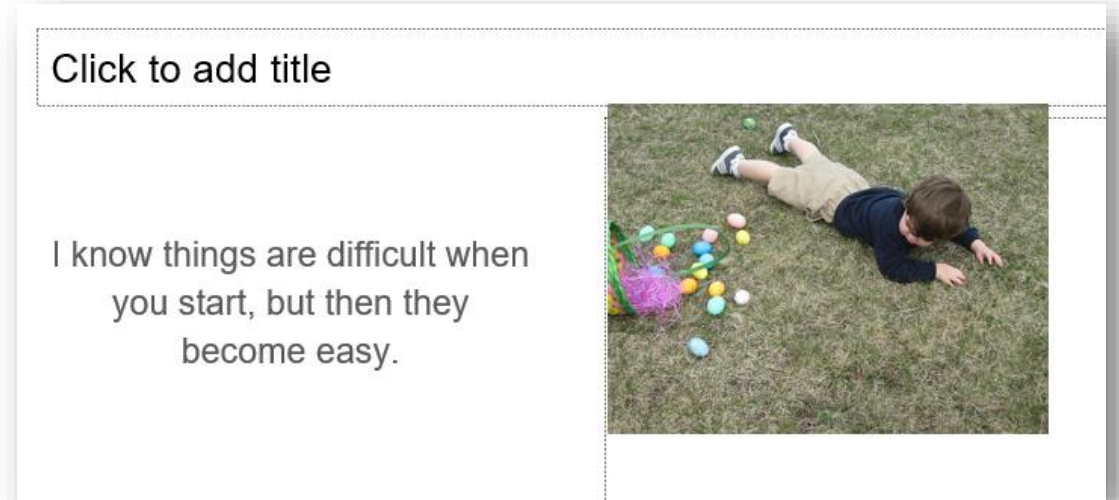 Click to add title
I know things are difficult when
you start, but then they
become easy.